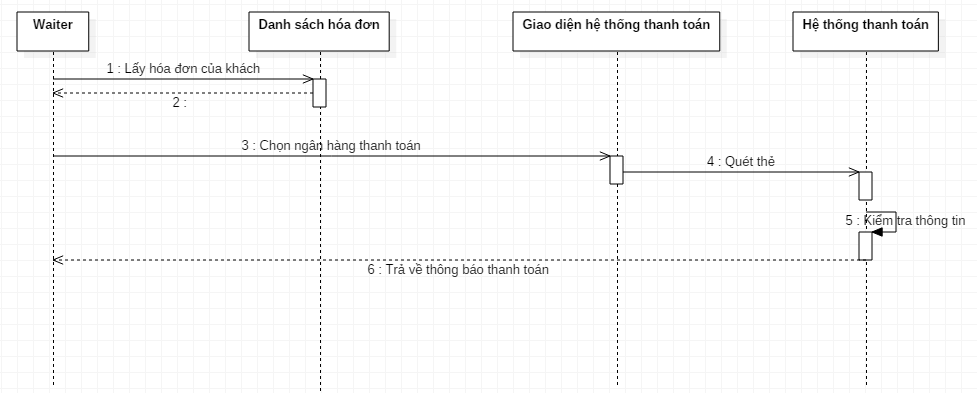 Waiter
Danh sách hóa đơn
Giao diện hệ thống thanh toán
Hệ thống thanh toán
1 : Lấy hóa đơn của khách
2 :
3 : Chọn ngân hàng thanh toán
4 : Quét thẻ
5 : Kiểm tra thông tin
6 : Trả về thông báo thanh toán